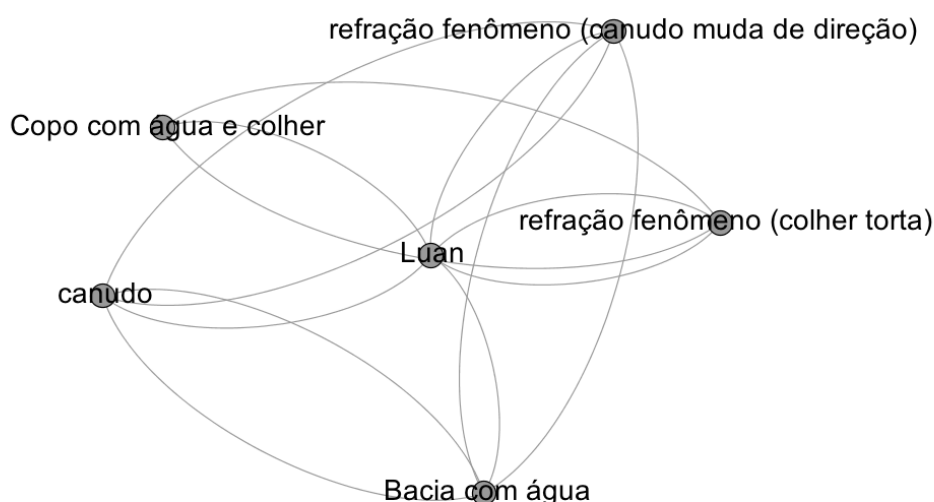 refração fenômeno (canudo muda de direção)
Copo com água e colher
refração fenômeno (colher torta)
Luan
canudo
Bacia com água